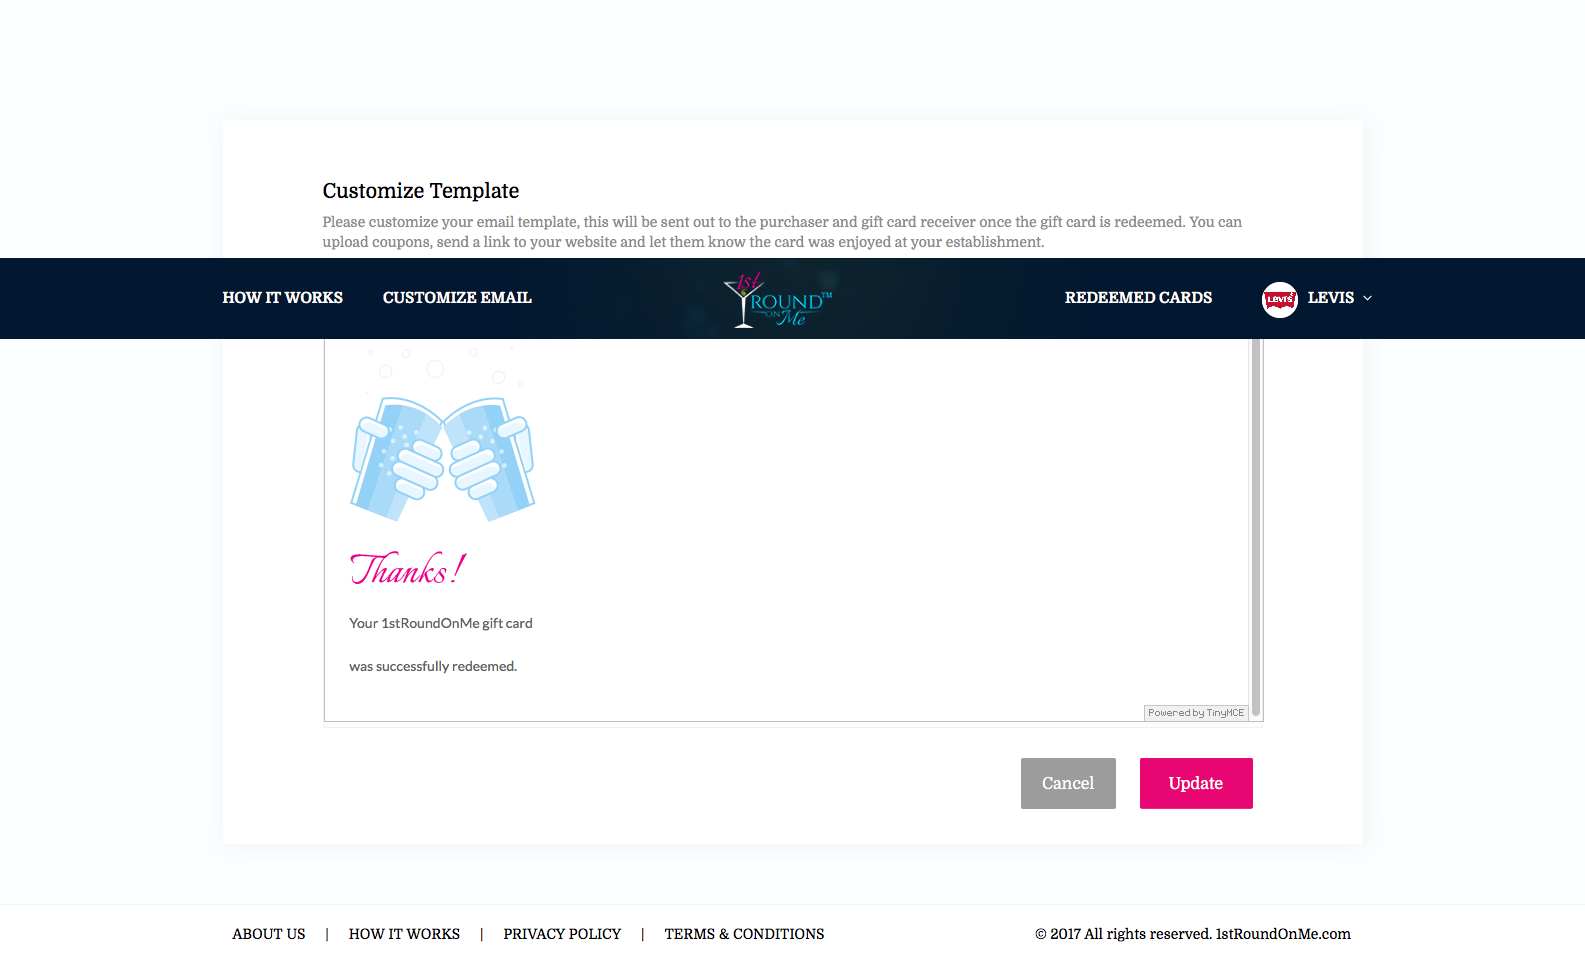 Customize Template
Please customize your email template, this will be sent out to the purchaser and gift card receiver once the gift card is redeemed. You can
upload coupons, send a link to your website and let them know the card was enjoyed at your establishment.
HOW IT WORKS
CUSTOMIZE EMAIL
1st
ROUND™
ON Me
REDEEMED CARDS
LEVIS
LEVIS
Thanks!
Your 1stRoundOnMe gift card
was successfully redeemed.
Powered by TinyMCE
Cancel
Update
ABOUT US | HOW IT WORKS | PRIVACY POLICY | TERMS & CONDITIONS
© 2017 All rights reserved. 1stRoundOnMe.com